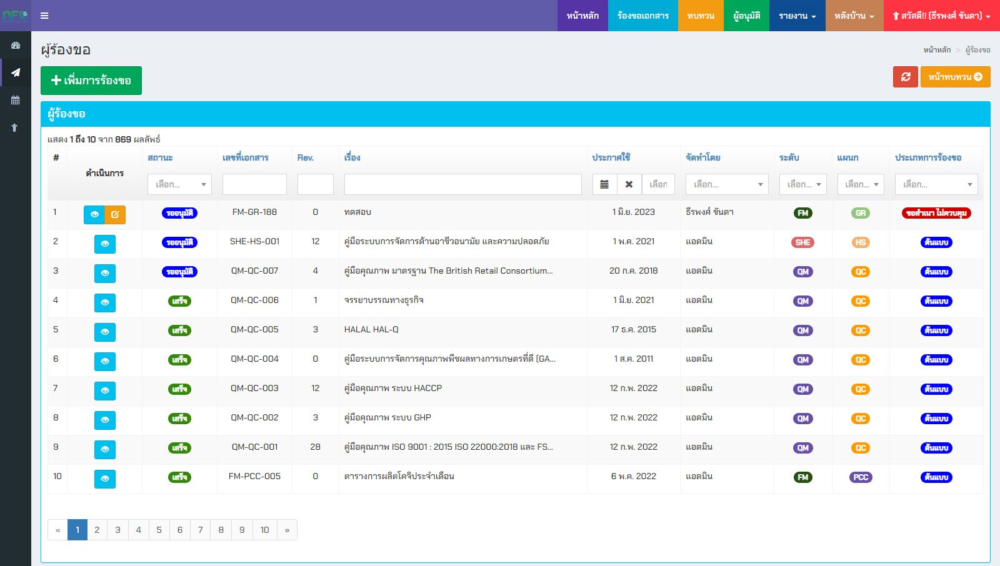 NFC
หน้าหลัก ร้องขอเอกสาร ทบทวน ผู้อนุมัติ รายงาน หลังบ้าน สวัสดี!! (ธีรพงศ์ ขันตา)
ผู้ร้องขอ
หน้าหลัก > ผู้ร้องขอ
เพิ่มการร้องขอ
หน้าทบทวน
ผู้ร้องขอ
แสดง 1 ถึง 10 จาก 869 ผลลัพธ์
# ดำเนินการ สถานะ เลขที่เอกสาร Rev. เรื่อง ประกาศใช้ จัดทำโดย ระดับ แผนก ประเภทการร้องขอ
เลือก... เลือก เลือก... เลือก... เลือก... เลือก...
1 รออนุมัติ FM-GR-188 0 ทดสอบ 1 มิ.ย. 2023 ธีรพงศ์ ขันตา FM GR ขอสำเนา ไม่ควบคุม
2 รออนุมัติ SHE-HS-001 12 คู่มือระบบการจัดการด้านอาชีวอนามัย และความปลอดภัย 1 พ.ค. 2021 แอดมิน SHE HS ต้นแบบ
3 รออนุมัติ QM-QC-007 4 คู่มือคุณภาพ มาตรฐาน The British Retail Consortium... 20 ก.ค. 2018 แอดมิน QM QC ต้นแบบ
4 เสร็จ QM-QC-006 1 จรรยาบรรณทางธุรกิจ 1 มิ.ย. 2021 แอดมิน QM QC ต้นแบบ
5 เสร็จ QM-QC-005 3 HALAL HAL-Q 17 ธ.ค. 2015 แอดมิน QM QC ต้นแบบ
6 เสร็จ QM-QC-004 0 คู่มือระบบการจัดการคุณภาพพืชผลทางการเกษตรที่ดี (GA... 1 ส.ค. 2011 แอดมิน QM QC ต้นแบบ
7 เสร็จ QM-QC-003 12 คู่มือคุณภาพ ระบบ HACCP 12 ก.พ. 2022 แอดมิน QM QC ต้นแบบ
8 เสร็จ QM-QC-002 3 คู่มือคุณภาพ ระบบ GHP 12 ก.พ. 2022 แอดมิน QM QC ต้นแบบ
9 เสร็จ QM-QC-001 28 คู่มือคุณภาพ ISO 9001 : 2015 ISO 22000:2018 และ FS... 12 ก.พ. 2022 แอดมิน QM QC ต้นแบบ
10 เสร็จ FM-PCC-005 0 ตารางการผลิตโคจิประจำเดือน 6 พ.ค. 2022 แอดมิน FM PCC ต้นแบบ
« 1 2 3 4 5 6 7 8 9 10 »